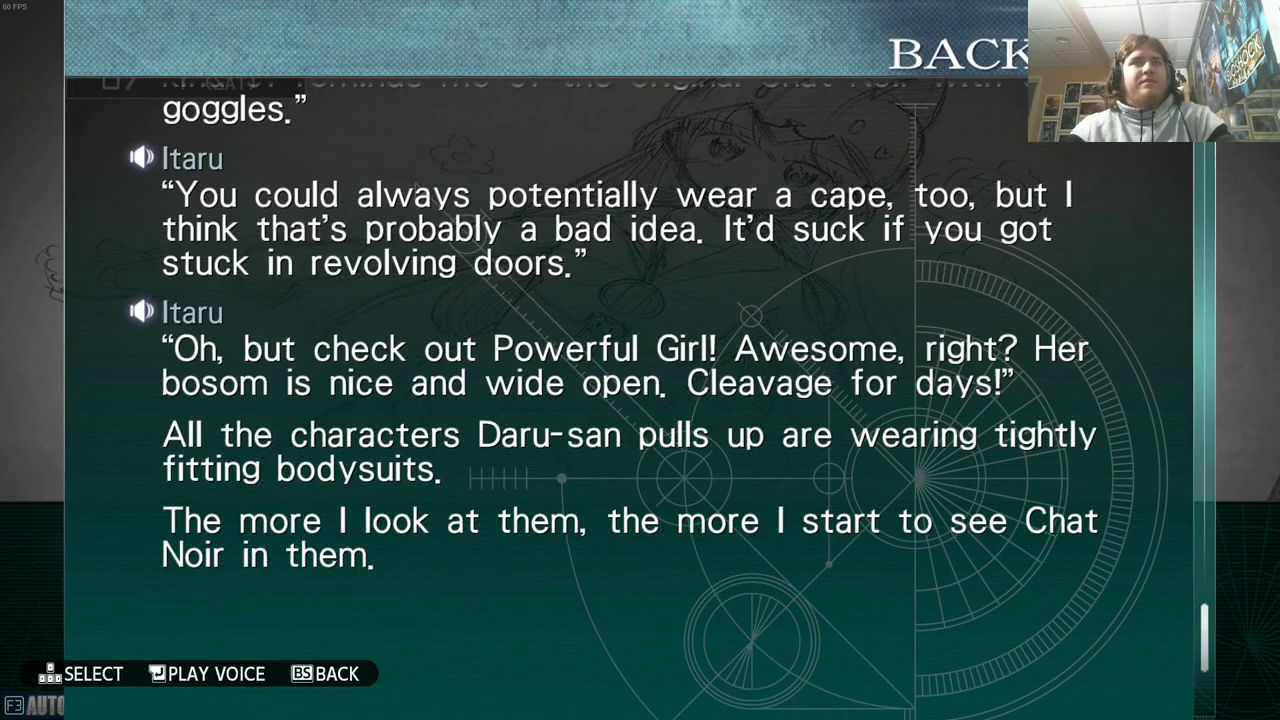 60 FPS
BACK
goggles.”
Itaru
“You could always potentially wear a cape, too, but I
think that’s probably a bad idea. It’d suck if you got
stuck in revolving doors.”
Itaru
“Oh, but check out Powerful Girl! Awesome, right? Her
bosom is nice and wide open. Cleavage for days!”
All the characters Daru-san pulls up are wearing tightly
fitting bodysuits.
The more I look at them, the more I start to see Chat
Noir in them.
SELECT PLAY VOICE BS BACK
F3 AUTO